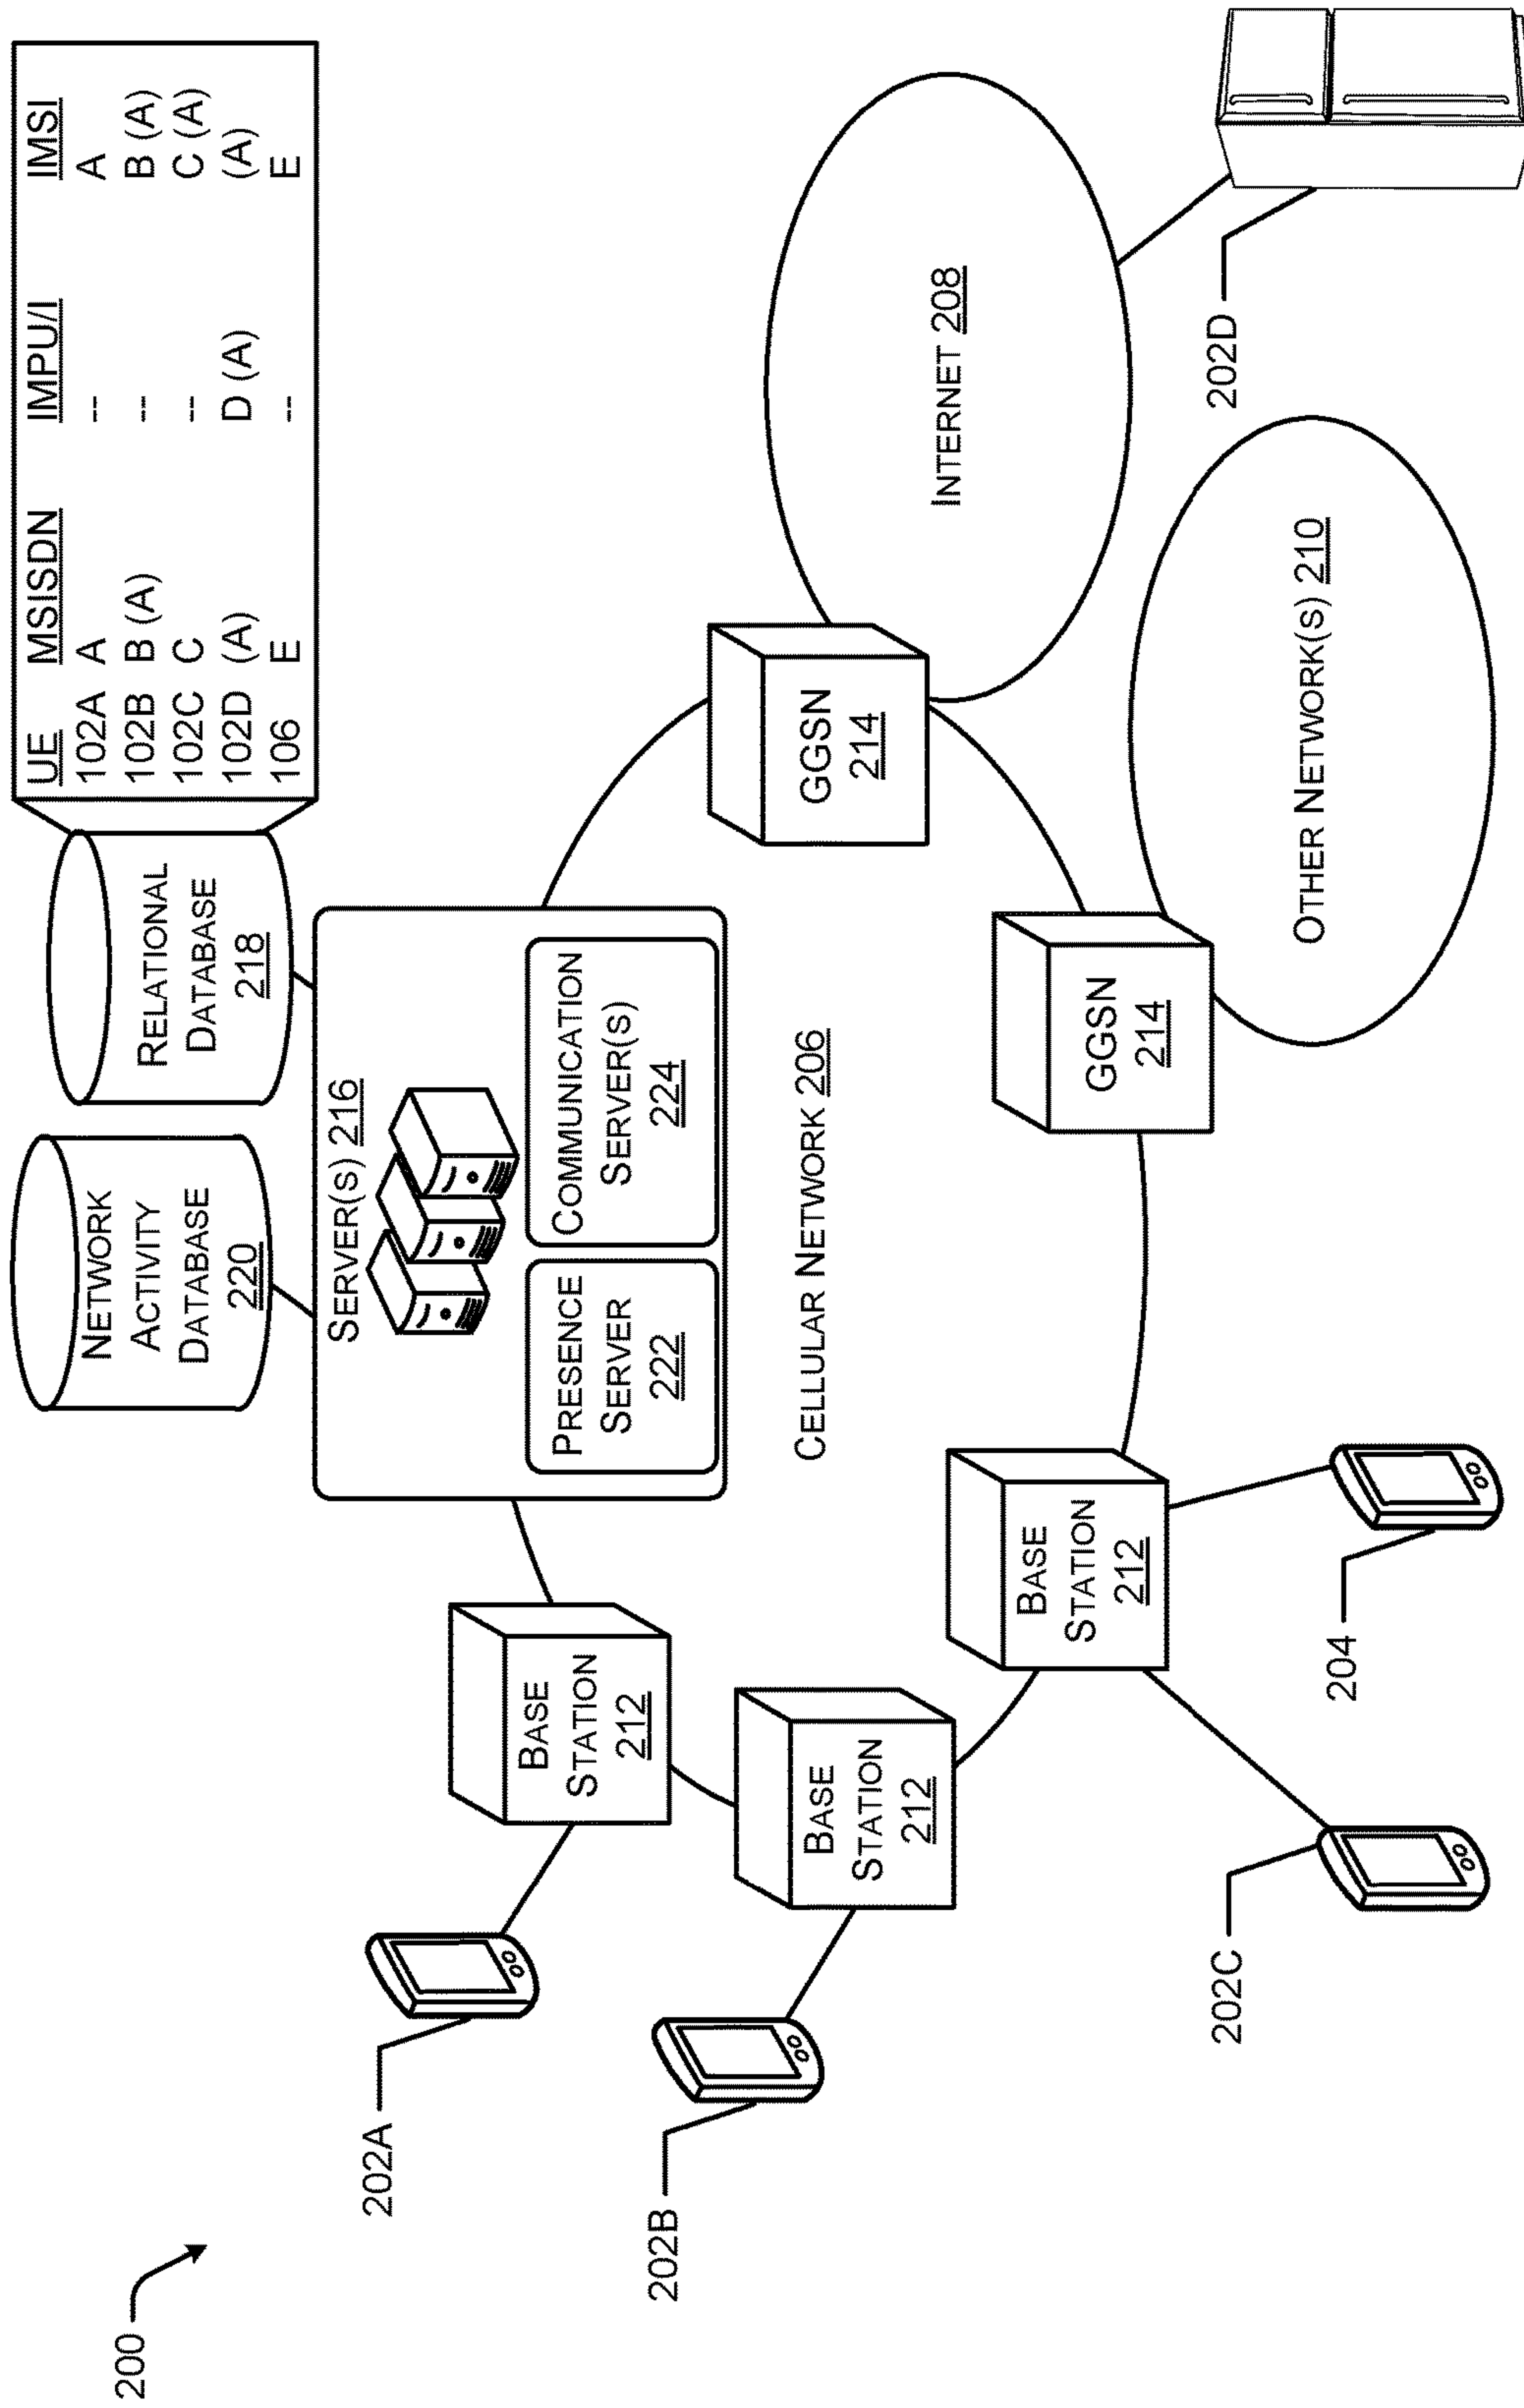 200
NETWORK
ACTIVITY
DATABASE
220
RELATIONAL
DATABASE
218
UE MSISDN IMPU/I IMSI
102A A -- A
102B B (A) -- B (A)
102C C -- C (A)
102D (A) D (A) (A)
106 E -- E
SERVER(S) 216
PRESENCE
SERVER
222
COMMUNICATION
SERVER(S)
224
CELLULAR NETWORK 206
202A
BASE
STATION
212
202B
BASE
STATION
212
BASE
STATION
212
202C
204
GGSN
214
GGSN
214
INTERNET 208
OTHER NETWORK(S) 210
202D